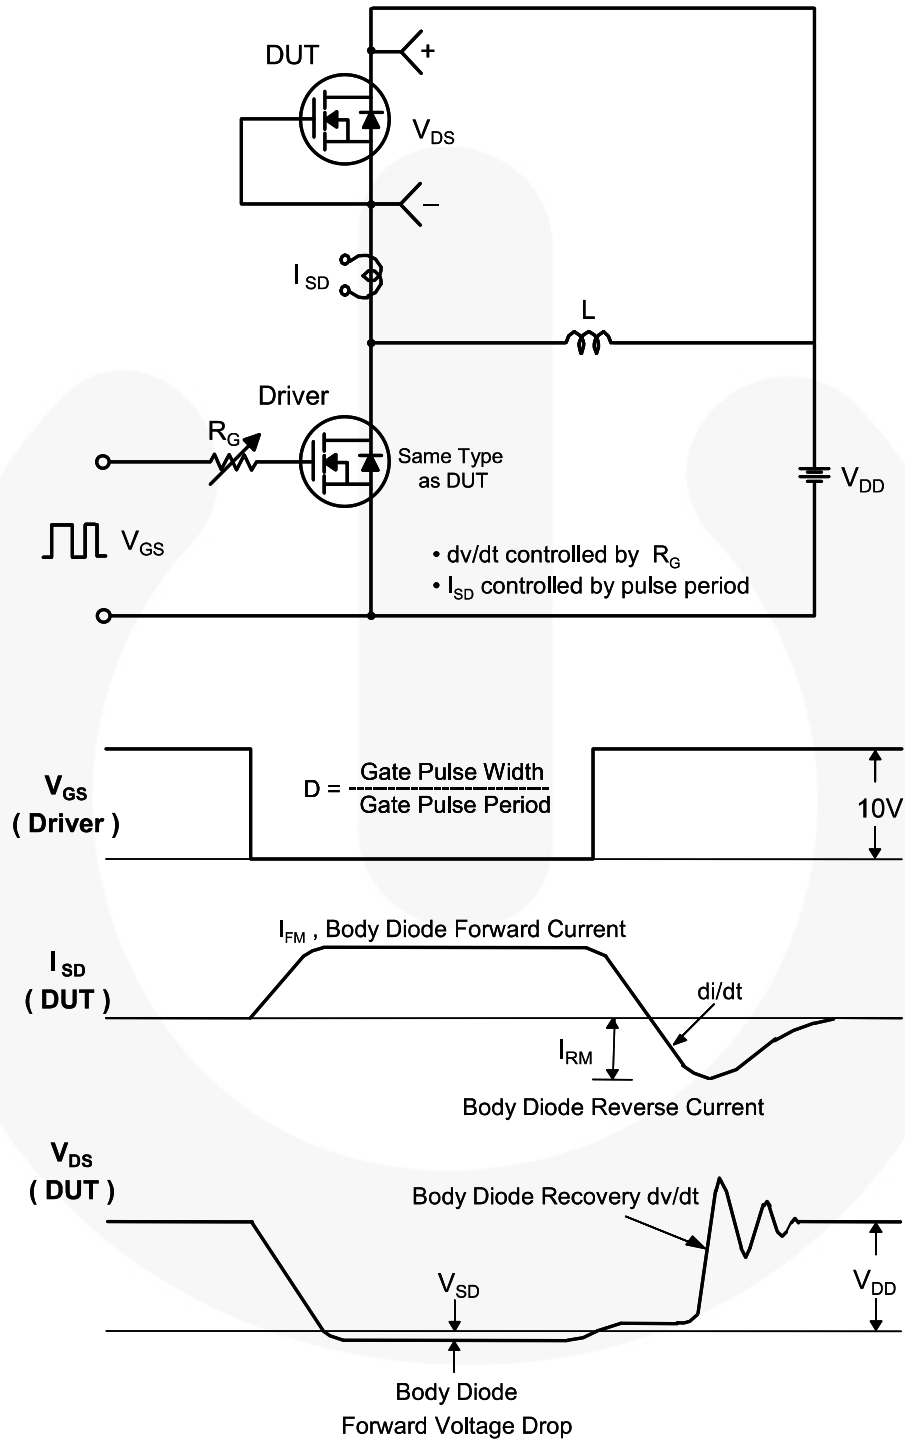 DUT
+
V_DS
−
I_SD
L
Driver
R_G
Same Type
as DUT
V_DD
V_GS
• dv/dt controlled by R_G
• I_SD controlled by pulse period
V_GS
( Driver )
D = Gate Pulse Width
Gate Pulse Period
10V
I_FM , Body Diode Forward Current
I_SD
( DUT )
di/dt
I_RM
Body Diode Reverse Current
V_DS
( DUT )
Body Diode Recovery dv/dt
V_SD
V_DD
Body Diode
Forward Voltage Drop